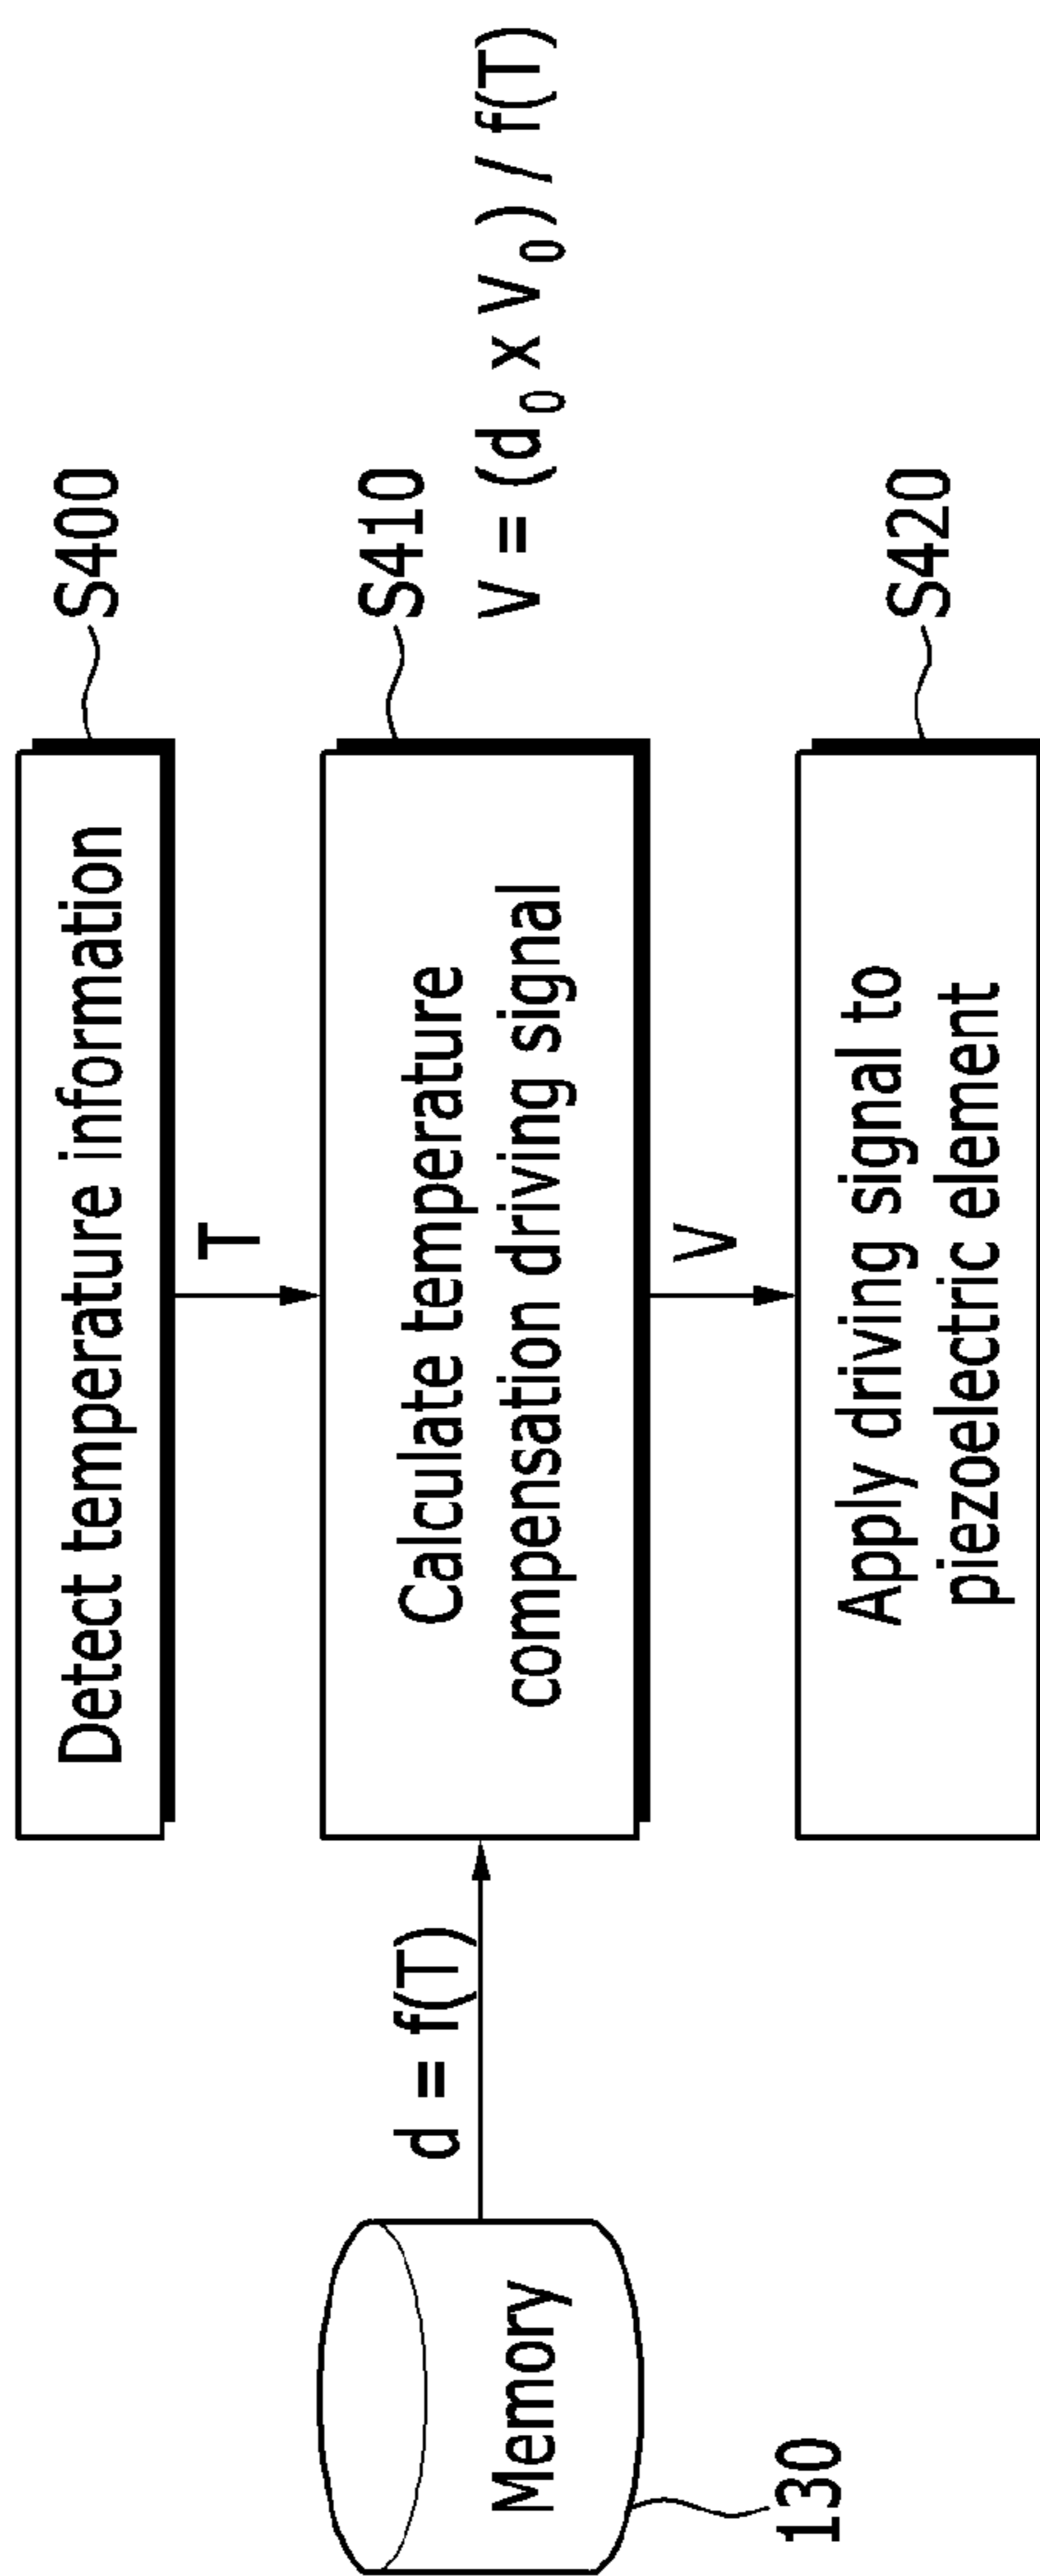 Detect temperature information
S400
T
d = f(T)
Calculate temperature
compensation driving signal
S410
V = (d₀ x V₀) / f(T)
Memory
130
V
Apply driving signal to
piezoelectric element
S420